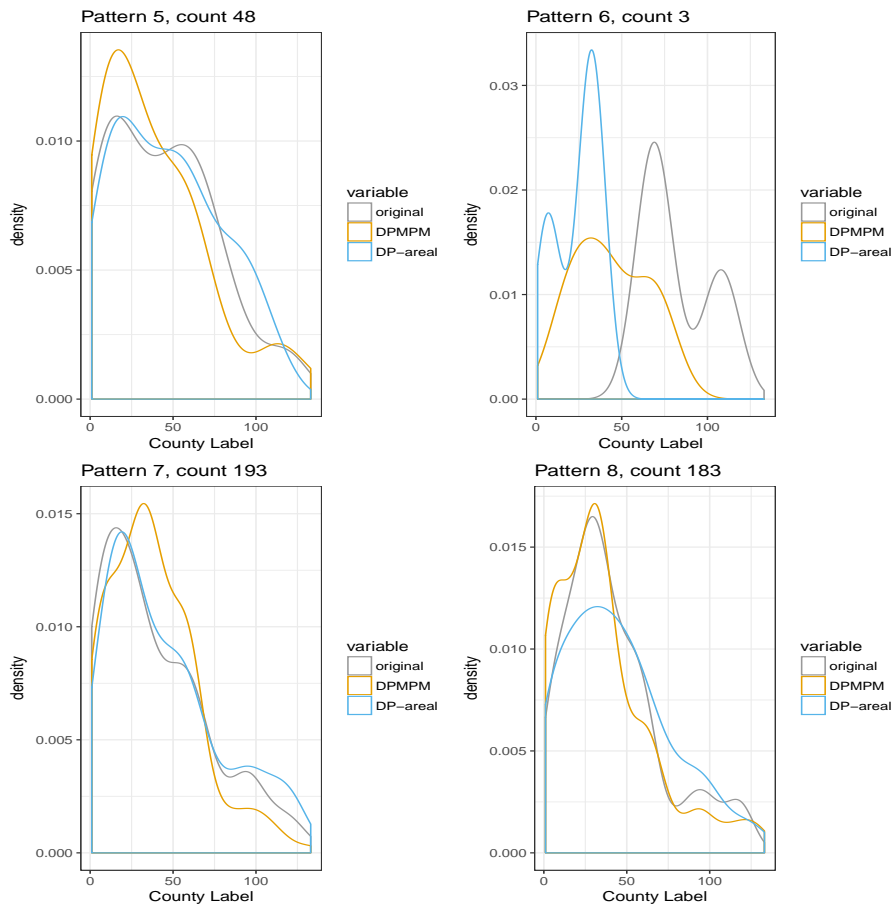 Pattern 5, count 48
0.010
0.005
0.000
density
0
50
100
County Label
variable
original
DPMPM
DP−areal
Pattern 6, count 3
0.03
0.02
0.01
0.00
density
0
50
100
County Label
variable
original
DPMPM
DP−areal
Pattern 7, count 193
0.015
0.010
0.005
0.000
density
0
50
100
County Label
variable
original
DPMPM
DP−areal
Pattern 8, count 183
0.015
0.010
0.005
0.000
density
0
50
100
County Label
variable
original
DPMPM
DP−areal